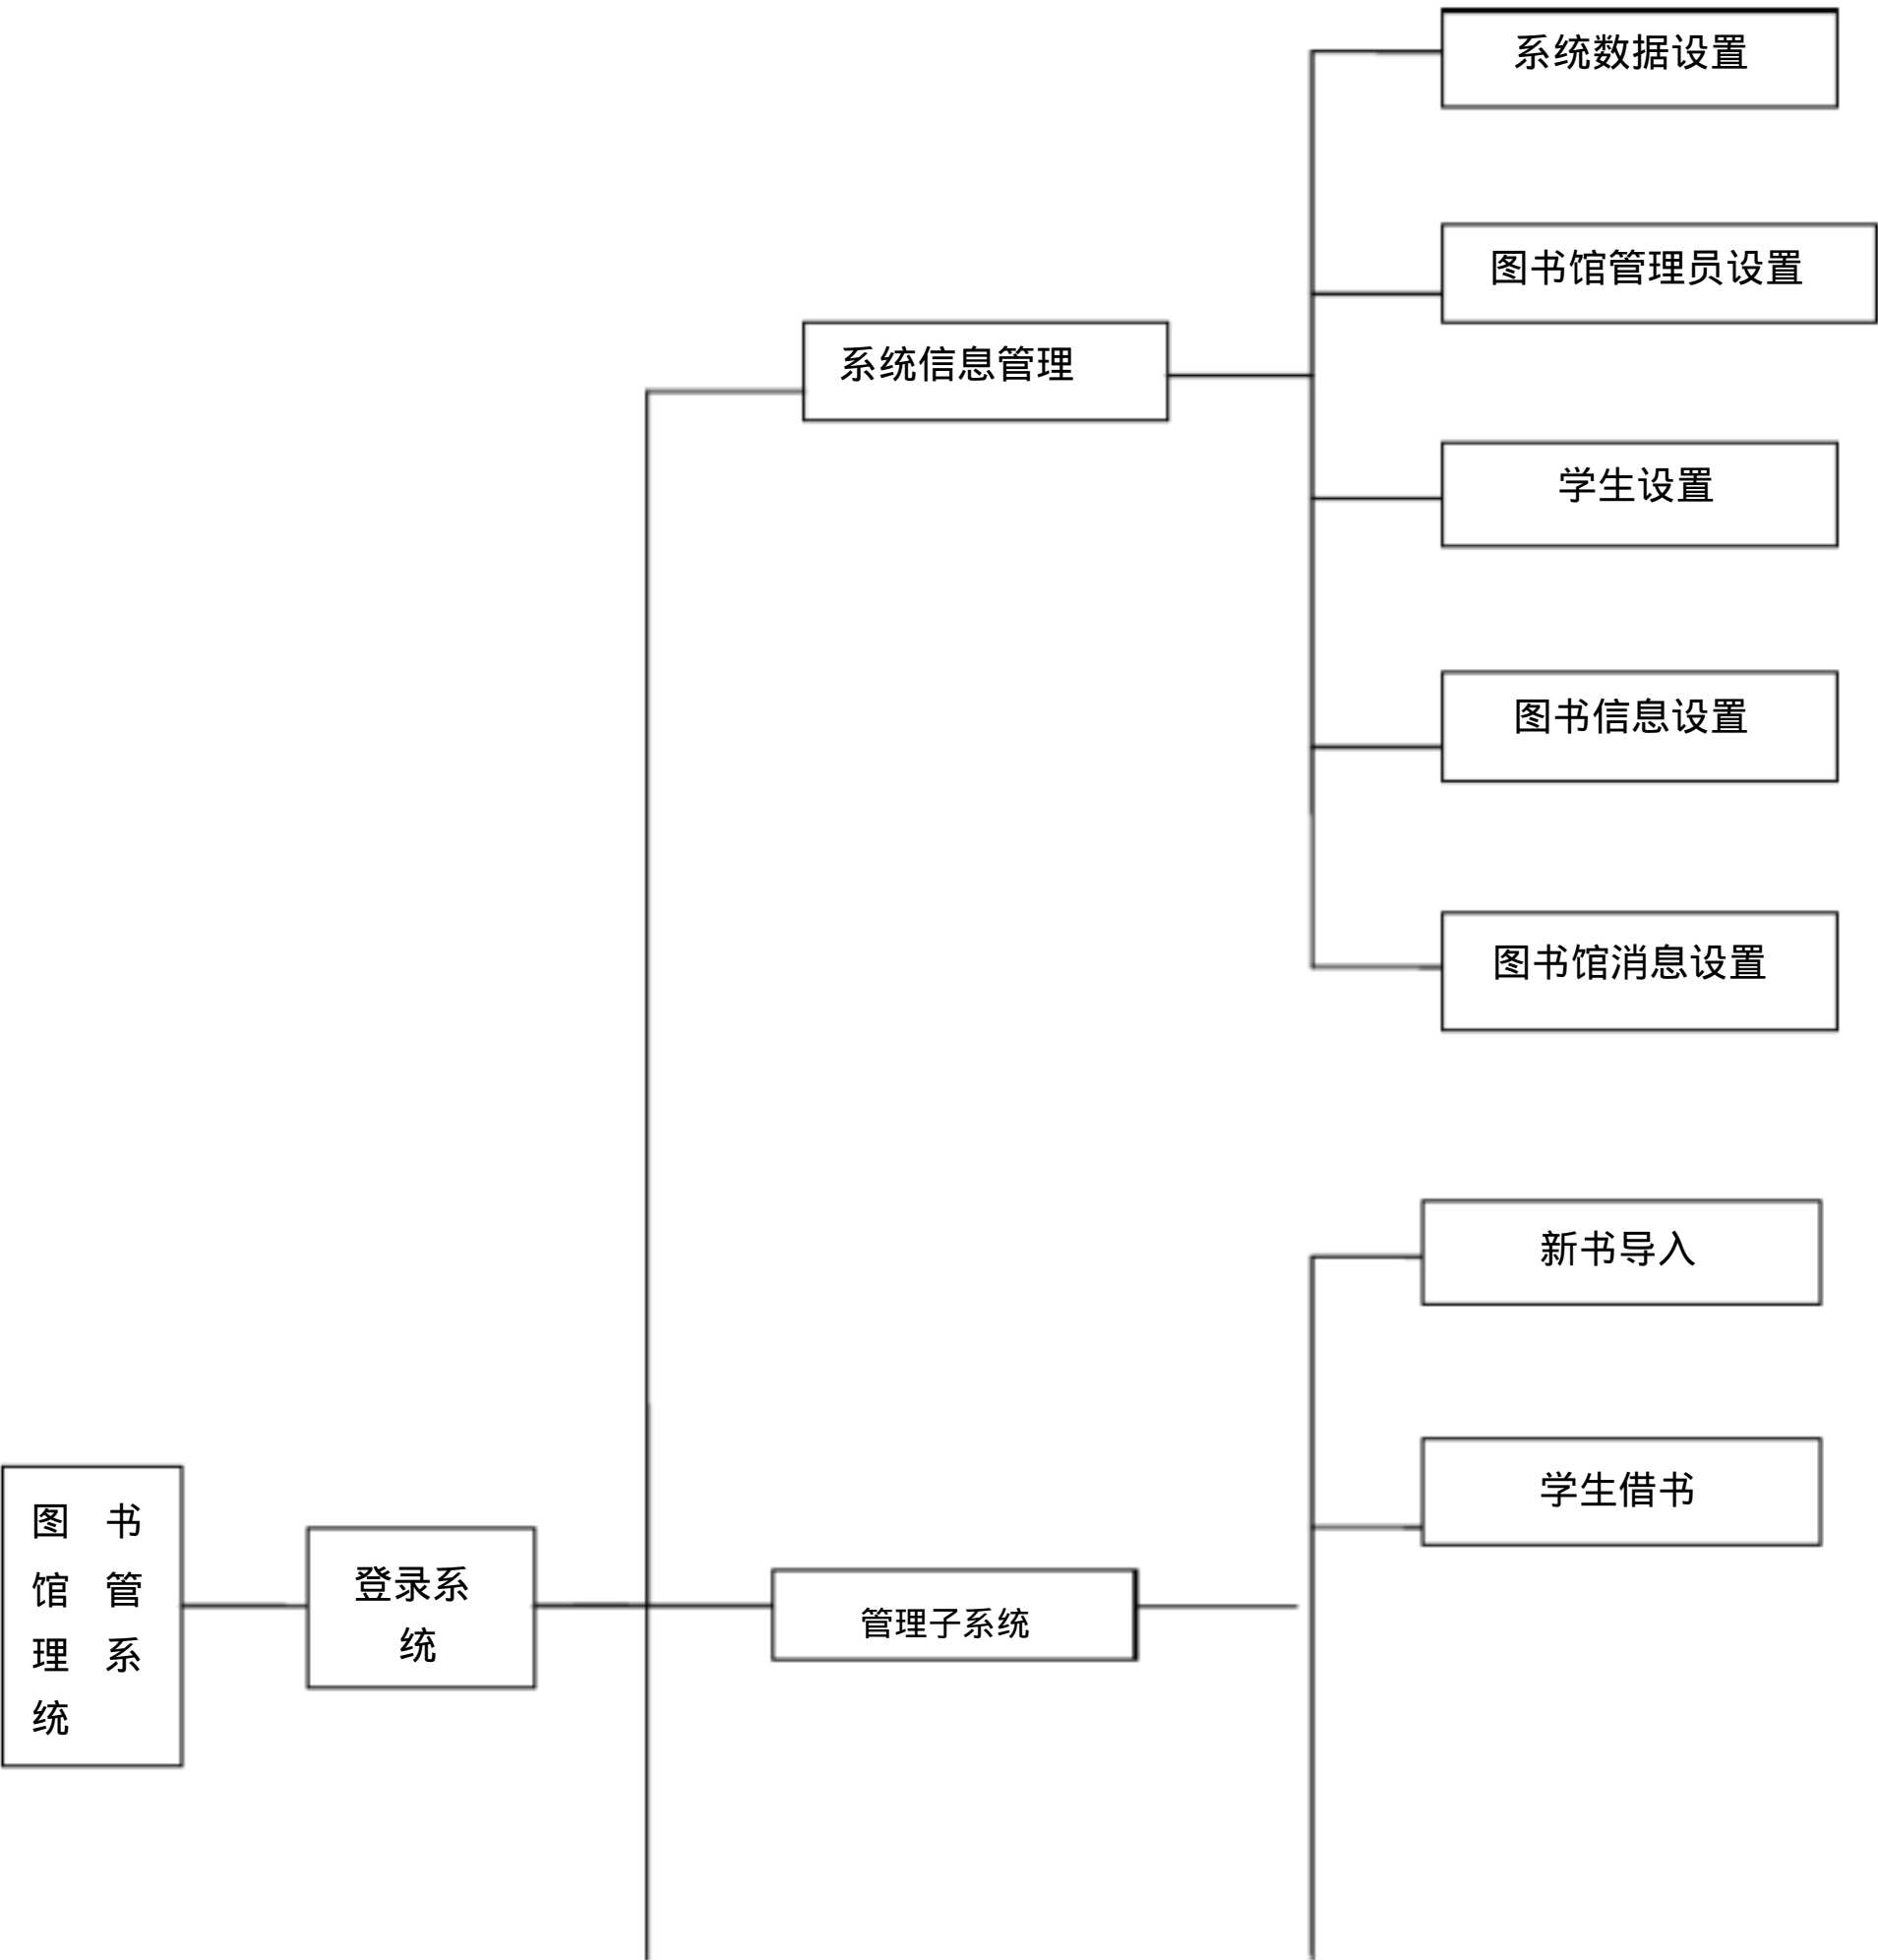 系统数据设置
图书馆管理员设置
系统信息管理
学生设置
图书信息设置
图书馆消息设置
新书导入
学生借书
图 书
馆 管
理 系
统
登录系
统
管理子系统